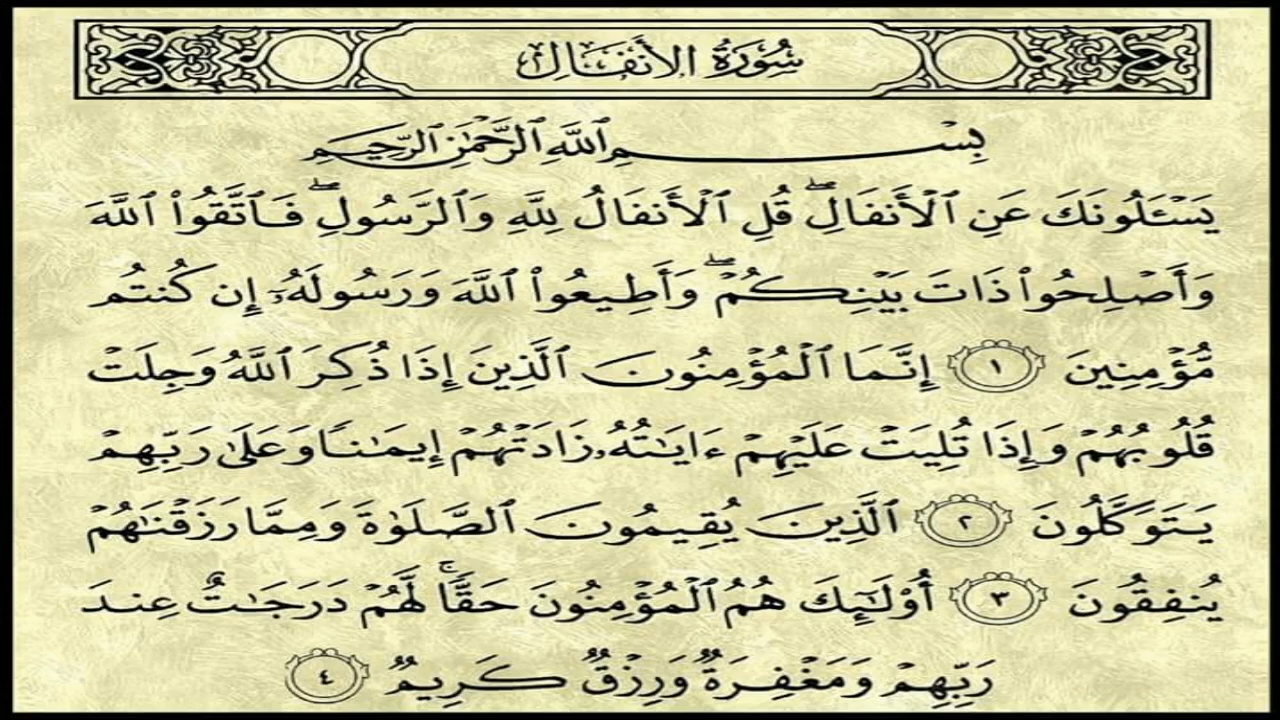 سُورَةُ الأَنفَالِ
بِسْمِ ٱللَّهِ ٱلرَّحْمَٰنِ ٱلرَّحِيمِ
يَسْـَٔلُونَكَ عَنِ ٱلْأَنفَالِ ۖ قُلِ ٱلْأَنفَالُ لِلَّهِ وَٱلرَّسُولِ ۖ فَٱتَّقُوا۟ ٱللَّهَ
وَأَصْلِحُوا۟ ذَاتَ بَيْنِكُمْ ۖ وَأَطِيعُوا۟ ٱللَّهَ وَرَسُولَهُۥٓ إِن كُنتُم
مُّؤْمِنِينَ ١ إِنَّمَا ٱلْمُؤْمِنُونَ ٱلَّذِينَ إِذَا ذُكِرَ ٱللَّهُ وَجِلَتْ
قُلُوبُهُمْ وَإِذَا تُلِيَتْ عَلَيْهِمْ ءَايَٰتُهُۥ زَادَتْهُمْ إِيمَٰنًا وَعَلَىٰ رَبِّهِمْ
يَتَوَكَّلُونَ ٢ ٱلَّذِينَ يُقِيمُونَ ٱلصَّلَوٰةَ وَمِمَّا رَزَقْنَٰهُمْ
يُنفِقُونَ ٣ أُو۟لَٰٓئِكَ هُمُ ٱلْمُؤْمِنُونَ حَقًّا ۚ لَّهُمْ دَرَجَٰتٌ عِندَ
رَبِّهِمْ وَمَغْفِرَةٌ وَرِزْقٌ كَرِيمٌ ٤